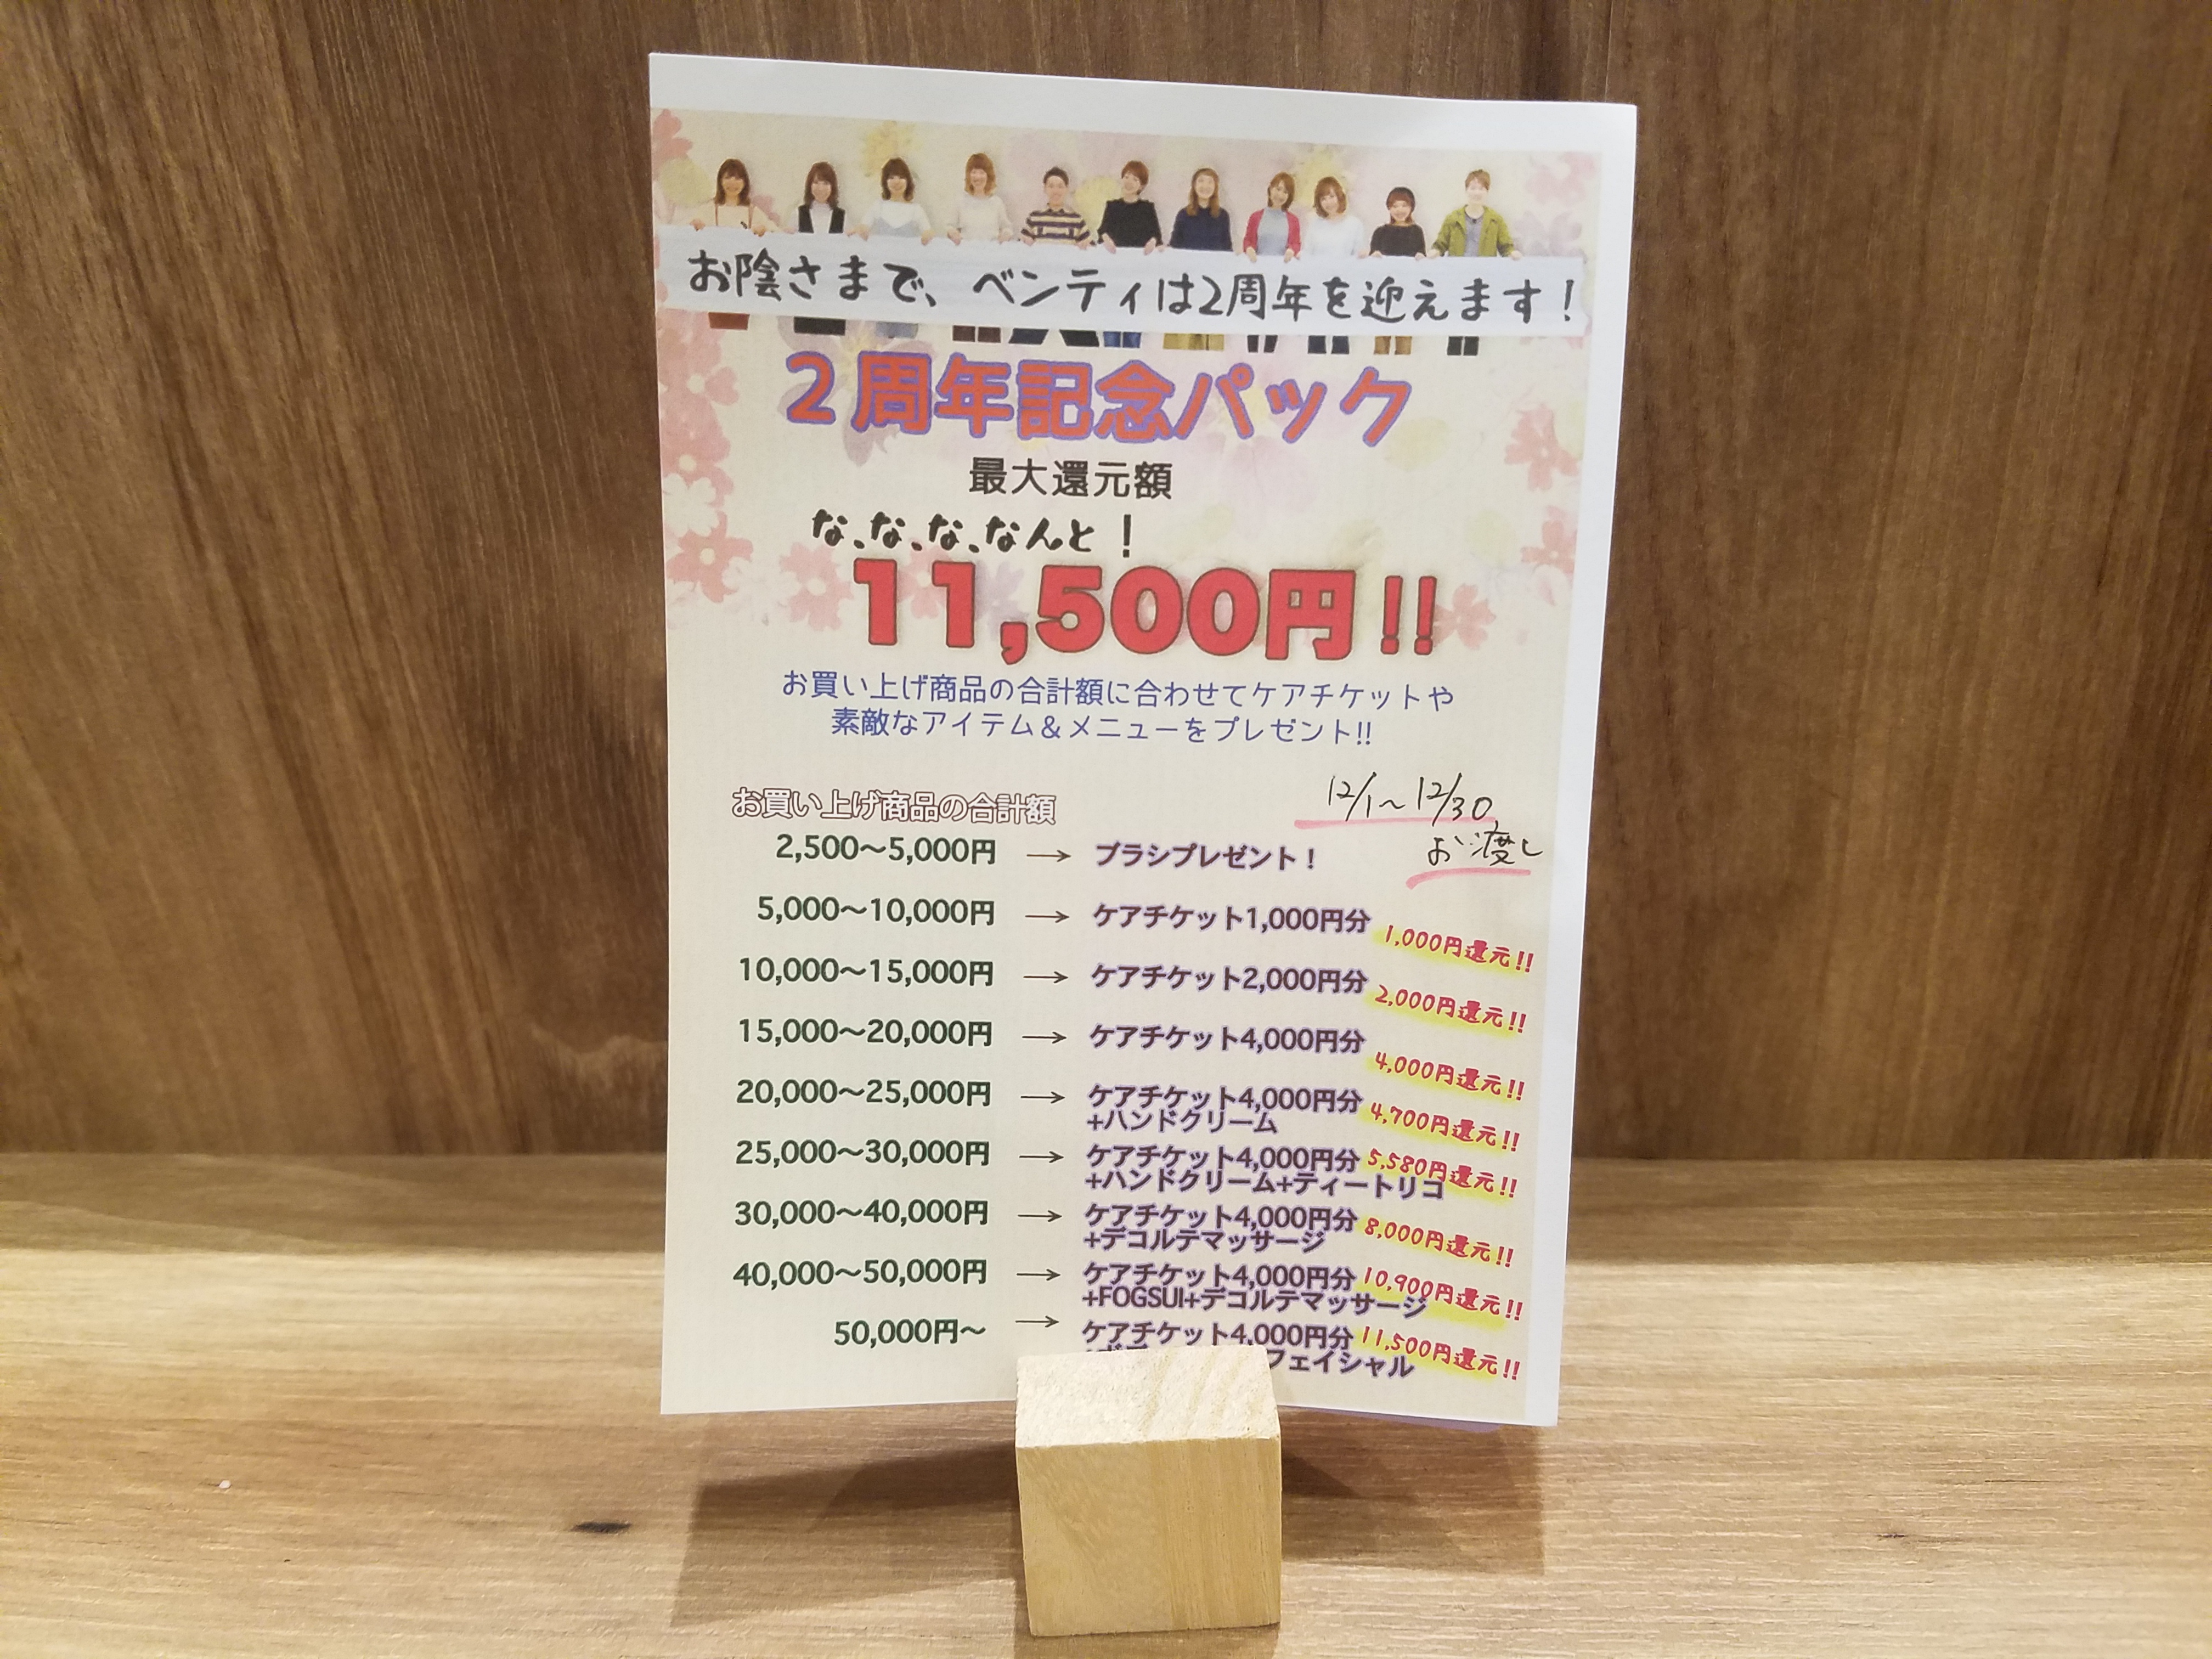 お陰さまで、ベンティは2周年を迎えます!
2周年記念パック
最大還元額
な、な、な、なんと!
11,500円!!
お買い上げ商品の合計額に合わせてケアチケットや
素敵なアイテム＆メニューをプレゼント!!
12/1～12/30
お渡し
お買い上げ商品の合計額
2,500～5,000円 → ブラシプレゼント!
5,000～10,000円 → ケアチケット1,000円分 1,000円還元!!
10,000～15,000円 → ケアチケット2,000円分 2,000円還元!!
15,000～20,000円 → ケアチケット4,000円分 4,000円還元!!
20,000～25,000円 → ケアチケット4,000円分 4,700円還元!!
+ハンドクリーム
25,000～30,000円 → ケアチケット4,000円分 5,580円還元!!
+ハンドクリーム+ティートリコ
30,000～40,000円 → ケアチケット4,000円分 8,000円還元!!
+デコルテマッサージ
40,000～50,000円 → ケアチケット4,000円分 10,900円還元!!
+FOGSUI+デコルテマッサージ
50,000円～ → ケアチケット4,000円分 11,500円還元!!
フェイシャル